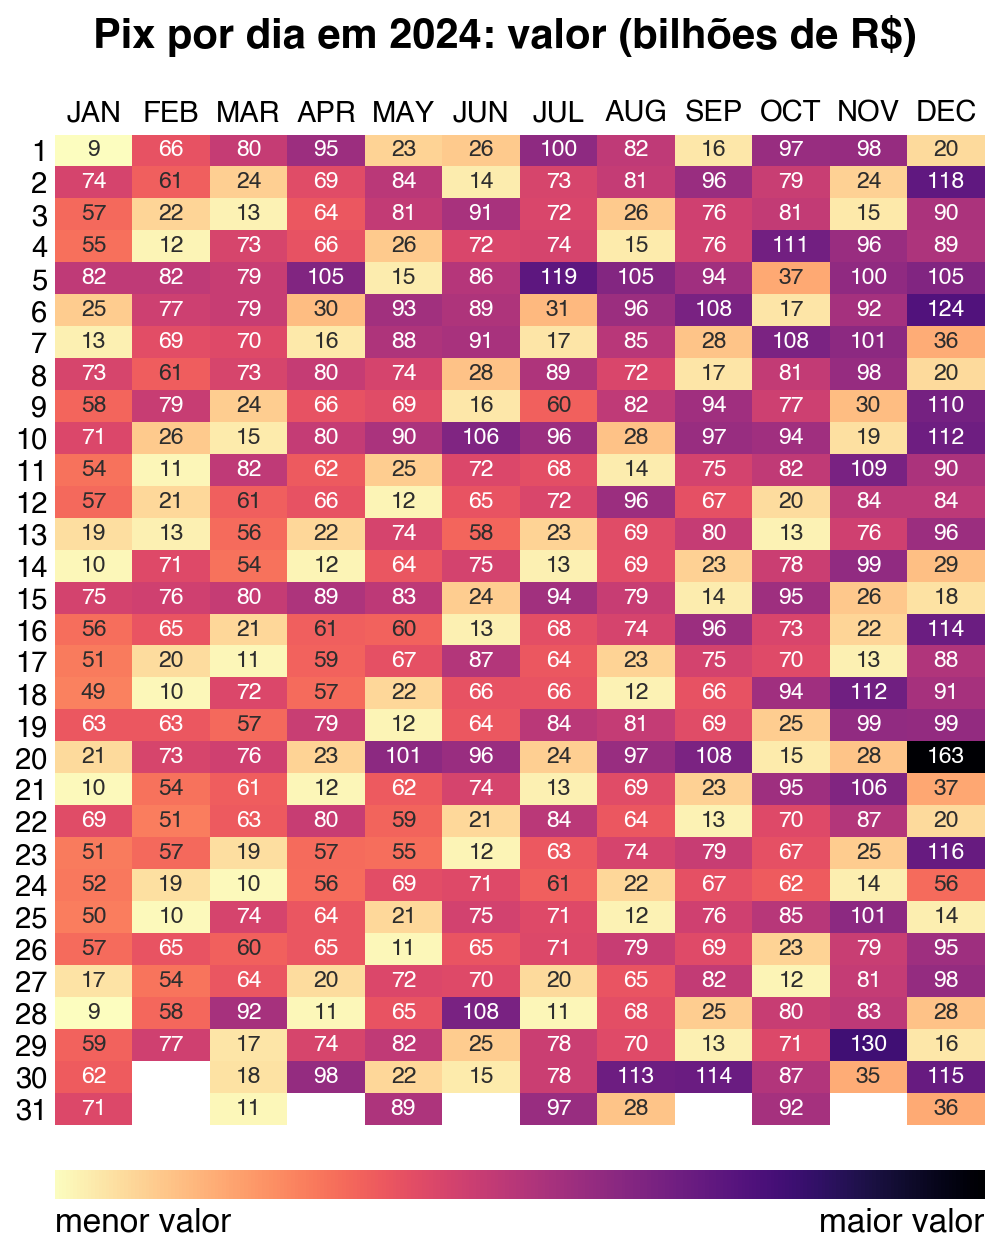 Pix por dia em 2024: valor (bilhões de R$)
JAN FEB MAR APR MAY JUN JUL AUG SEP OCT NOV DEC
1 9 66 80 95 23 26 100 82 16 97 98 20
2 74 61 24 69 84 14 73 81 96 79 24 118
3 57 22 13 64 81 91 72 26 76 81 15 90
4 55 12 73 66 26 72 74 15 76 111 96 89
5 82 82 79 105 15 86 119 105 94 37 100 105
6 25 77 79 30 93 89 31 96 108 17 92 124
7 13 69 70 16 88 91 17 85 28 108 101 36
8 73 61 73 80 74 28 89 72 17 81 98 20
9 58 79 24 66 69 16 60 82 94 77 30 110
10 71 26 15 80 90 106 96 28 97 94 19 112
11 54 11 82 62 25 72 68 14 75 82 109 90
12 57 21 61 66 12 65 72 96 67 20 84 84
13 19 13 56 22 74 58 23 69 80 13 76 96
14 10 71 54 12 64 75 13 69 23 78 99 29
15 75 76 80 89 83 24 94 79 14 95 26 18
16 56 65 21 61 60 13 68 74 96 73 22 114
17 51 20 11 59 67 87 64 23 75 70 13 88
18 49 10 72 57 22 66 66 12 66 94 112 91
19 63 63 57 79 12 64 84 81 69 25 99 99
20 21 73 76 23 101 96 24 97 108 15 28 163
21 10 54 61 12 62 74 13 69 23 95 106 37
22 69 51 63 80 59 21 84 64 13 70 87 20
23 51 57 19 57 55 12 63 74 79 67 25 116
24 52 19 10 56 69 71 61 22 67 62 14 56
25 50 10 74 64 21 75 71 12 76 85 101 14
26 57 65 60 65 11 65 71 79 69 23 79 95
27 17 54 64 20 72 70 20 65 82 12 81 98
28 9 58 92 11 65 108 11 68 25 80 83 28
29 59 77 17 74 82 25 78 70 13 71 130 16
30 62 18 98 22 15 78 113 114 87 35 115
31 71 11 89 97 28 92 36
menor valor maior valor